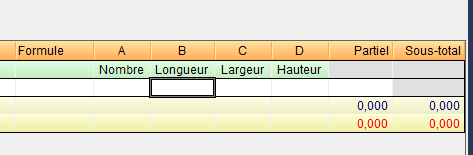 Formule A B C D Partiel Sous-total
Nombre Longueur Largeur Hauteur
0,000 0,000
0,000 0,000